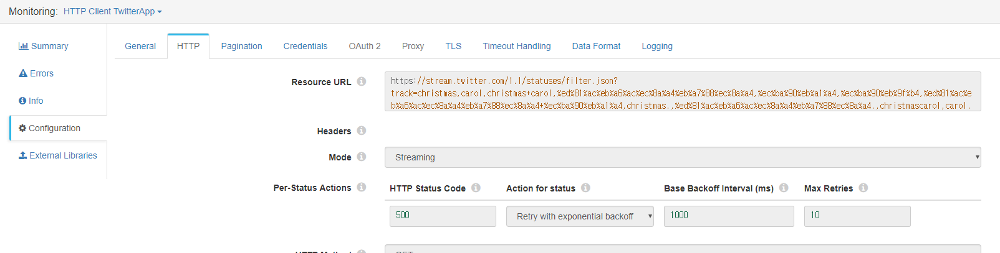 Monitoring: HTTP Client TwitterApp
Summary
Errors
Info
Configuration
External Libraries
General HTTP Pagination Credentials OAuth 2 Proxy TLS Timeout Handling Data Format Logging
Resource URL
https://stream.twitter.com/1.1/statuses/filter.json?
track=christmas,carol,christmas+carol,%ed%81%ac%eb%a6%ac%ec%8a%a4%eb%a7%88%ec%8a%a4,%ec%ba%90%eb%a1%a4,%ec%ba%90%eb%9f%b4,%ed%81%ac%e
b%a6%ac%ec%8a%a4%eb%a7%88%ec%8a%a4+%ec%ba%90%eb%a1%a4,christmas.,%ed%81%ac%eb%a6%ac%ec%8a%a4%eb%a7%88%ec%8a%a4.,christmascarol,carol.
Headers
Mode
Streaming
Per-Status Actions
HTTP Status Code Action for status Base Backoff Interval (ms) Max Retries
500 Retry with exponential backoff 1000 10